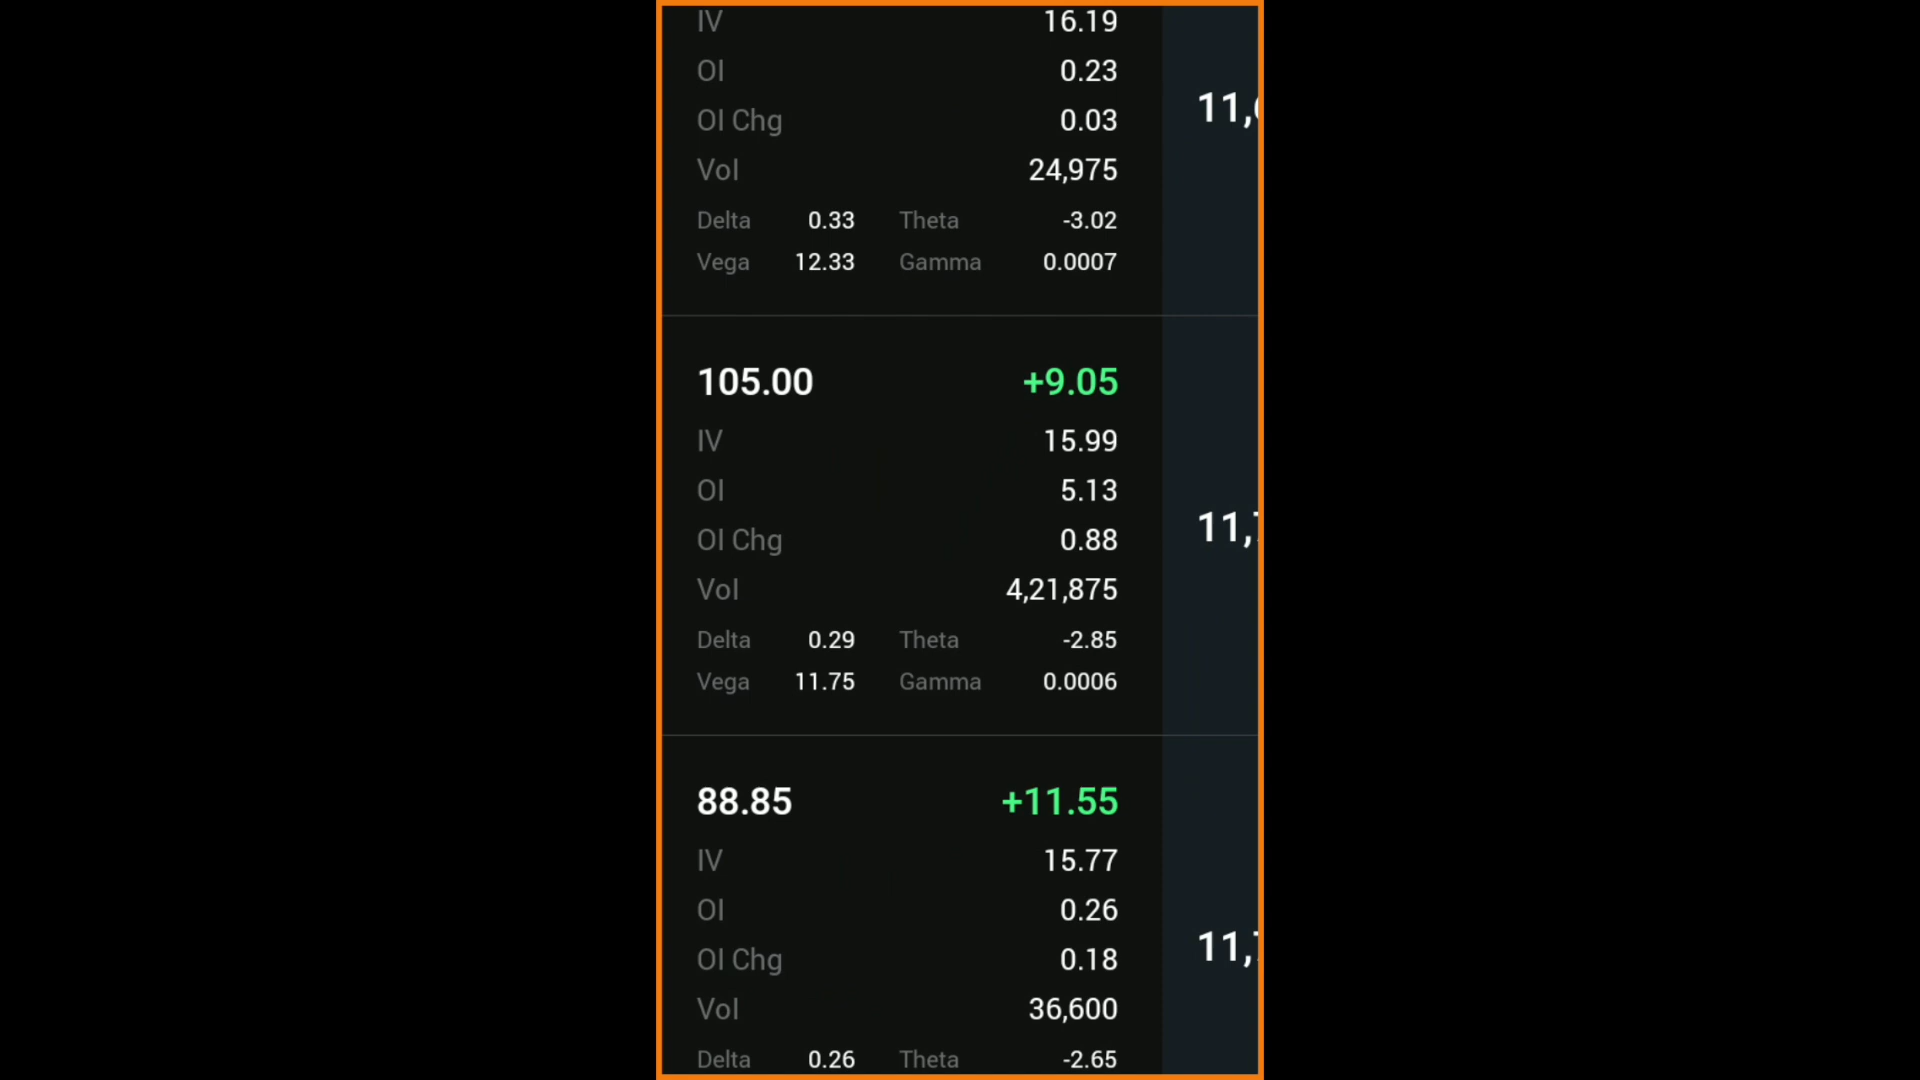 IV 16.19
OI 0.23
OI Chg 0.03
Vol 24,975
Delta 0.33 Theta -3.02
Vega 12.33 Gamma 0.0007
105.00 +9.05
IV 15.99
OI 5.13
OI Chg 0.88
Vol 4,21,875
Delta 0.29 Theta -2.85
Vega 11.75 Gamma 0.0006
88.85 +11.55
IV 15.77
OI 0.26
OI Chg 0.18
Vol 36,600
Delta 0.26 Theta -2.65